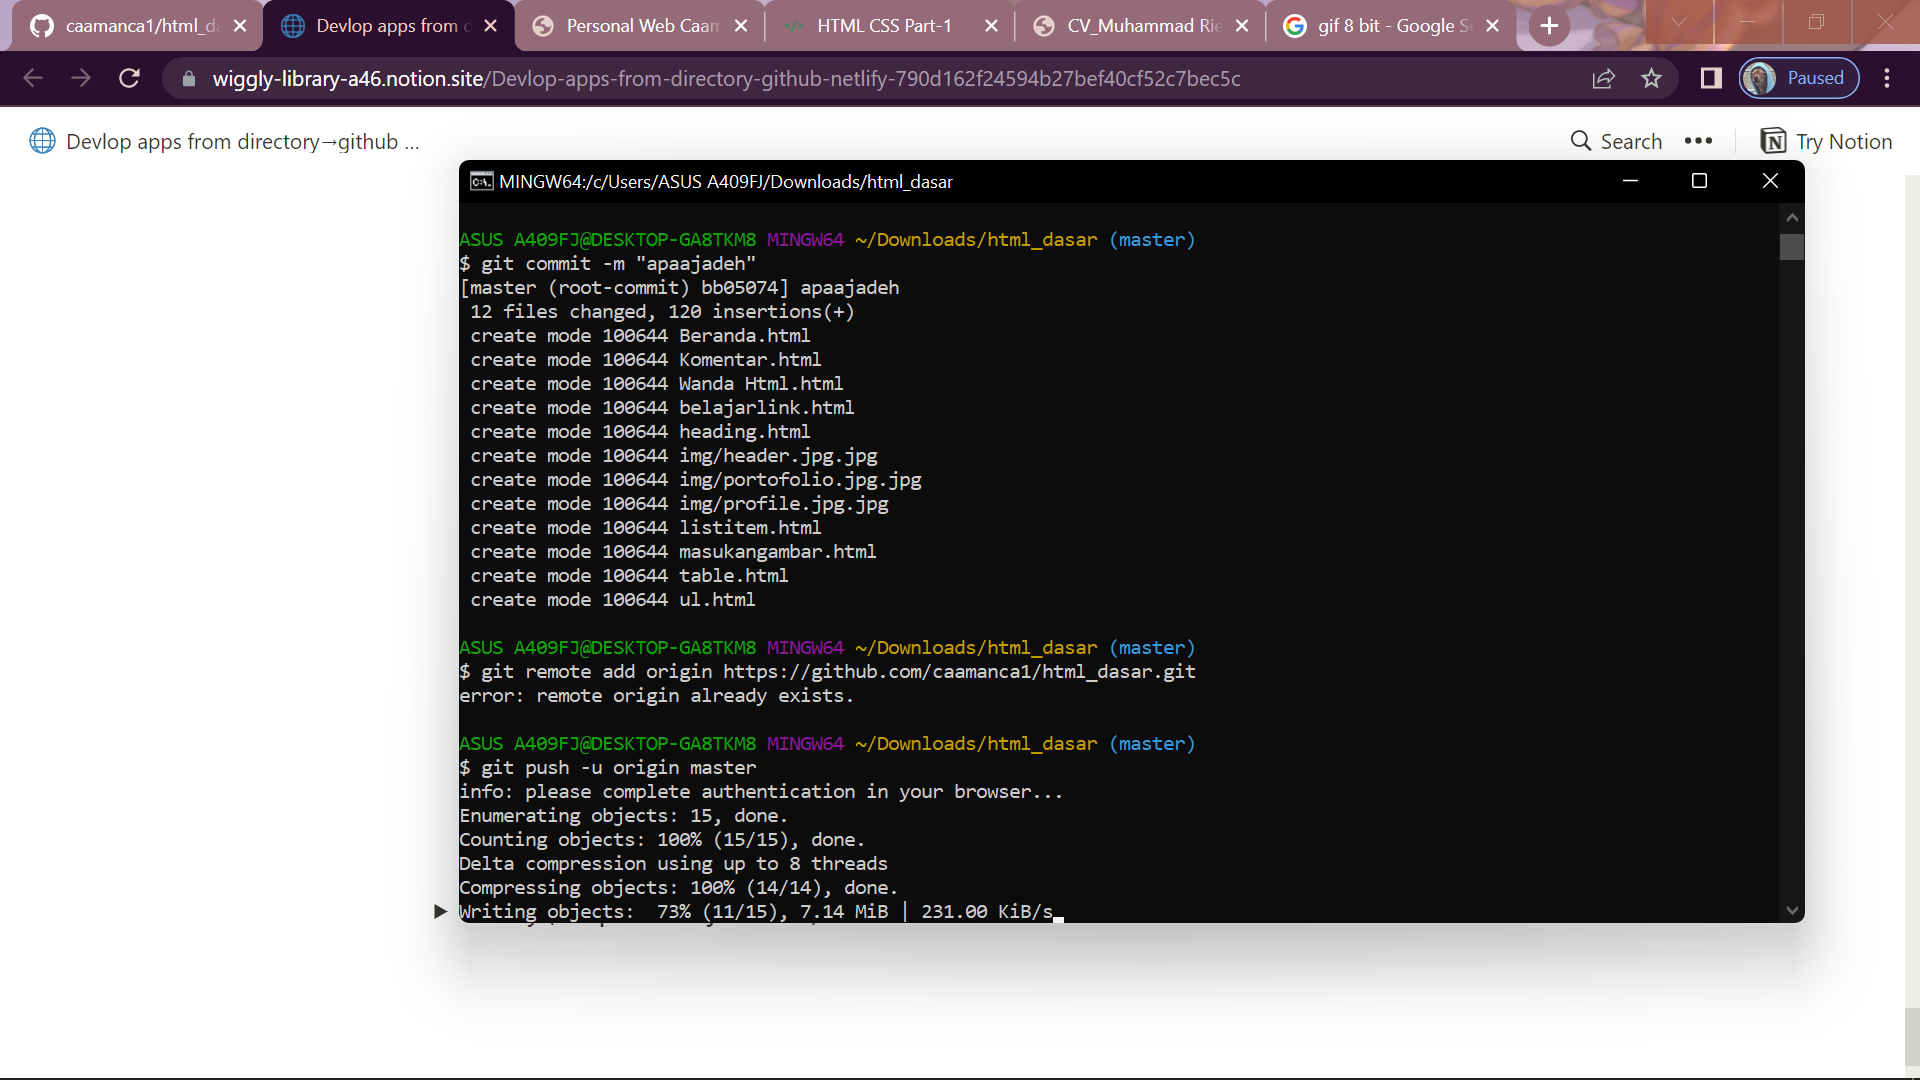 caamanca1/html_da
Devlop apps from d
Personal Web Caam
HTML CSS Part-1
CV_Muhammad Rie
gif 8 bit - Google Se
wiggly-library-a46.notion.site/Devlop-apps-from-directory-github-netlify-790d162f24594b27bef40cf52c7bec5c
Paused
Devlop apps from directory→github ...
Search
Try Notion
MINGW64:/c/Users/ASUS A409FJ/Downloads/html_dasar
ASUS A409FJ@DESKTOP-GA8TKM8 MINGW64 ~/Downloads/html_dasar (master)
$ git commit -m "apaajadeh"
[master (root-commit) bb05074] apaajadeh
12 files changed, 120 insertions(+)
create mode 100644 Beranda.html
create mode 100644 Komentar.html
create mode 100644 Wanda Html.html
create mode 100644 belajarlink.html
create mode 100644 heading.html
create mode 100644 img/header.jpg.jpg
create mode 100644 img/portofolio.jpg.jpg
create mode 100644 img/profile.jpg.jpg
create mode 100644 listitem.html
create mode 100644 masukangambar.html
create mode 100644 table.html
create mode 100644 ul.html
ASUS A409FJ@DESKTOP-GA8TKM8 MINGW64 ~/Downloads/html_dasar (master)
$ git remote add origin https://github.com/caamanca1/html_dasar.git
error: remote origin already exists.
ASUS A409FJ@DESKTOP-GA8TKM8 MINGW64 ~/Downloads/html_dasar (master)
$ git push -u origin master
info: please complete authentication in your browser...
Enumerating objects: 15, done.
Counting objects: 100% (15/15), done.
Delta compression using up to 8 threads
Compressing objects: 100% (14/14), done.
Writing objects:  73% (11/15), 7.14 MiB | 231.00 KiB/s